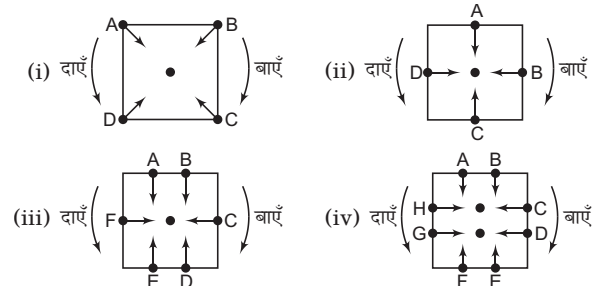 A B
(i) दाएँ बाएँ
D C
A
(ii) दाएँ D B बाएँ
C
A B
(iii) दाएँ F C बाएँ
E D
A B
H C
(iv) दाएँ बाएँ
G D
F E